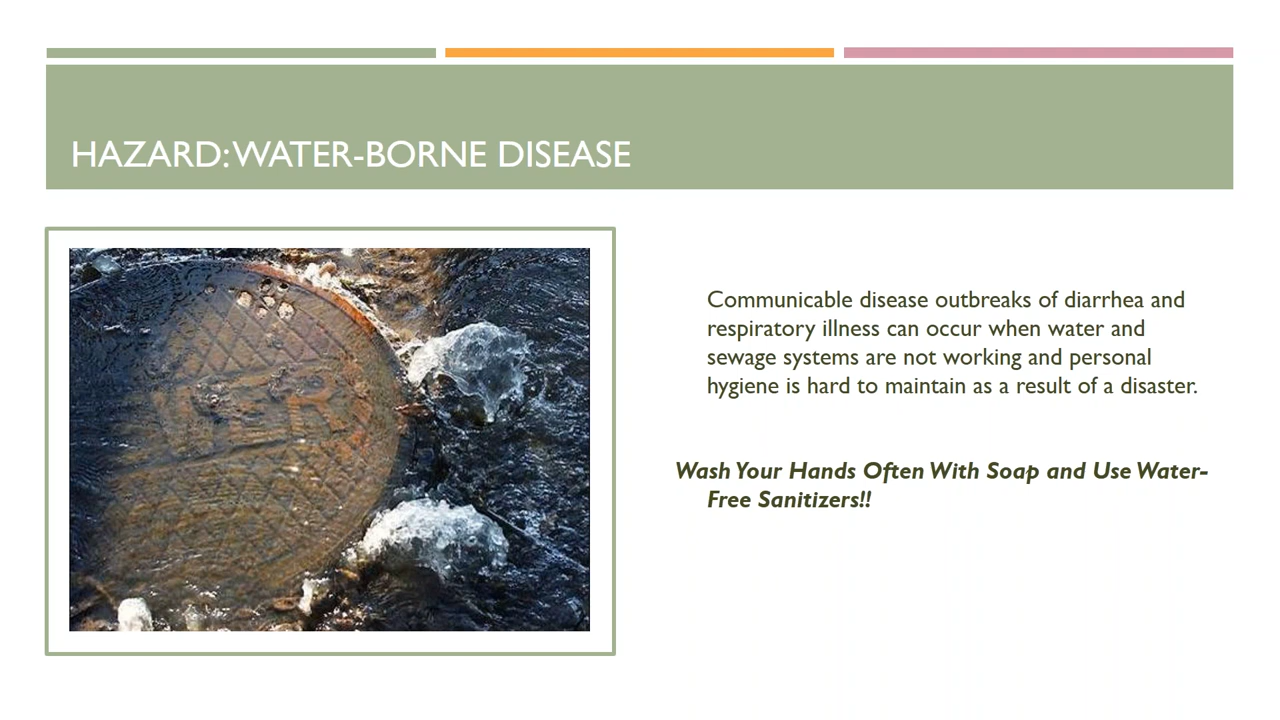 HAZARD: WATER-BORNE DISEASE
Communicable disease outbreaks of diarrhea and
respiratory illness can occur when water and
sewage systems are not working and personal
hygiene is hard to maintain as a result of a disaster.
Wash Your Hands Often With Soap and Use Water-
Free Sanitizers!!